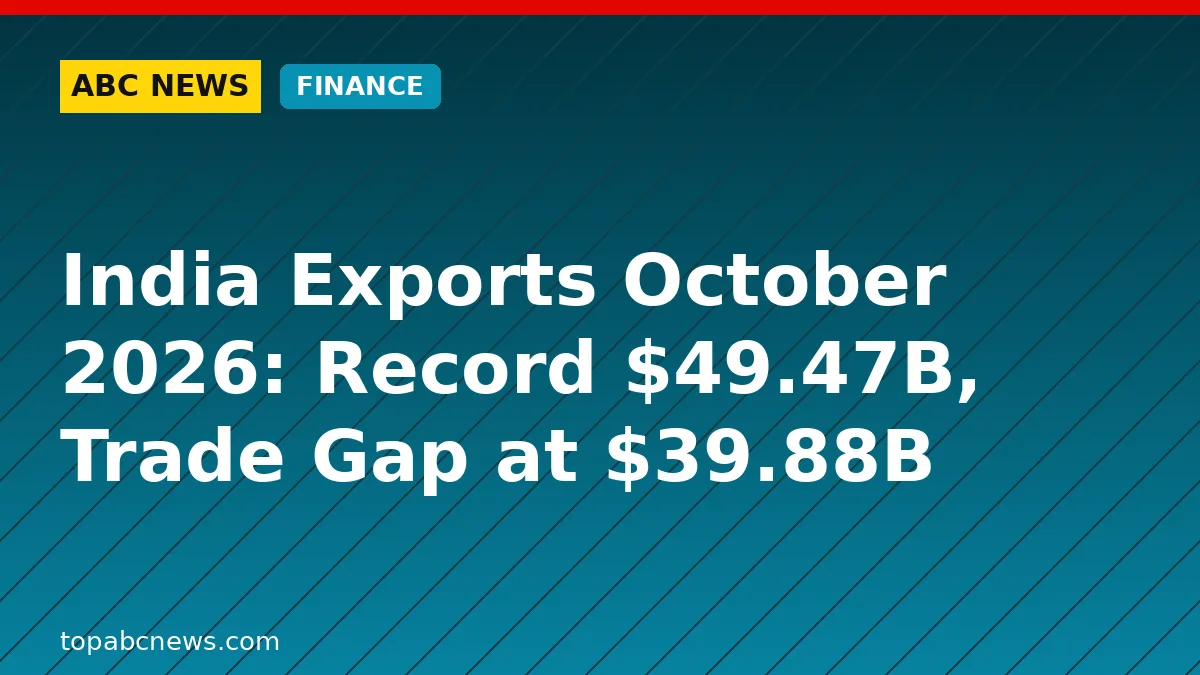 ABC NEWS
FINANCE
India Exports October
2026: Record $49.47B,
Trade Gap at $39.88B
topabcnews.com